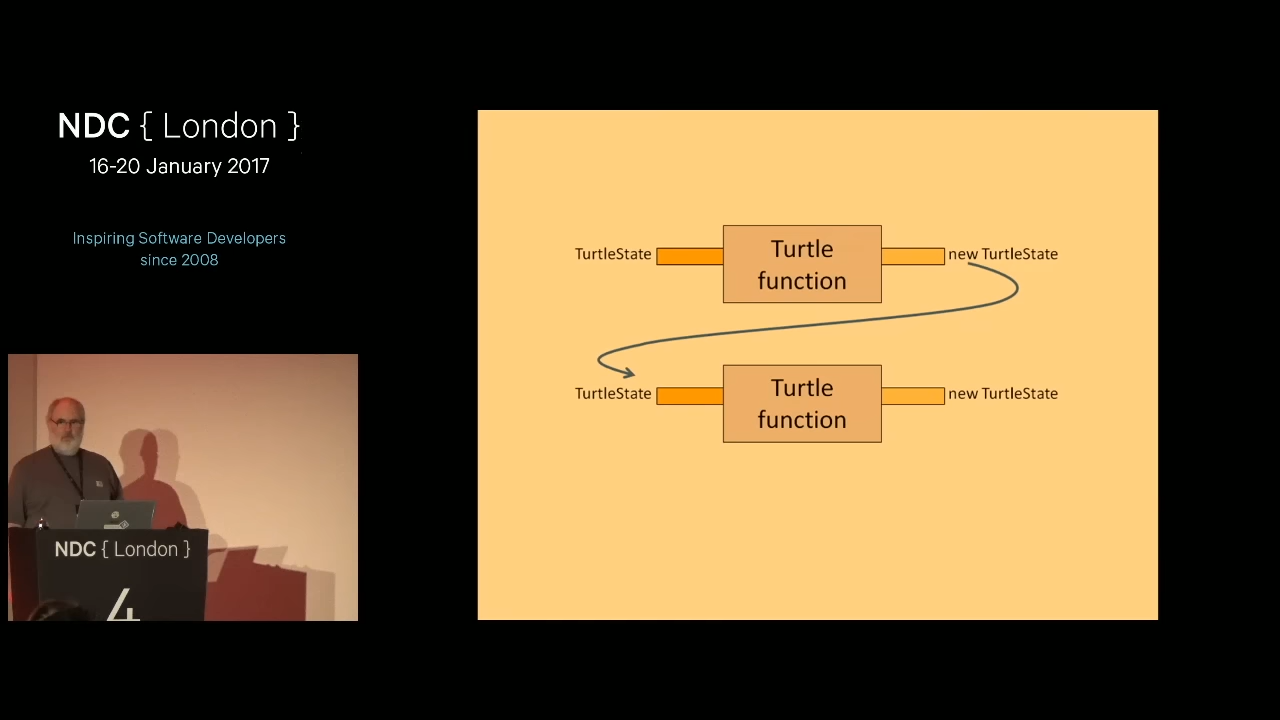 NDC { London }
16-20 January 2017
Inspiring Software Developers
since 2008
TurtleState
Turtle
function
new TurtleState
TurtleState
Turtle
function
new TurtleState
NDC { London }
4